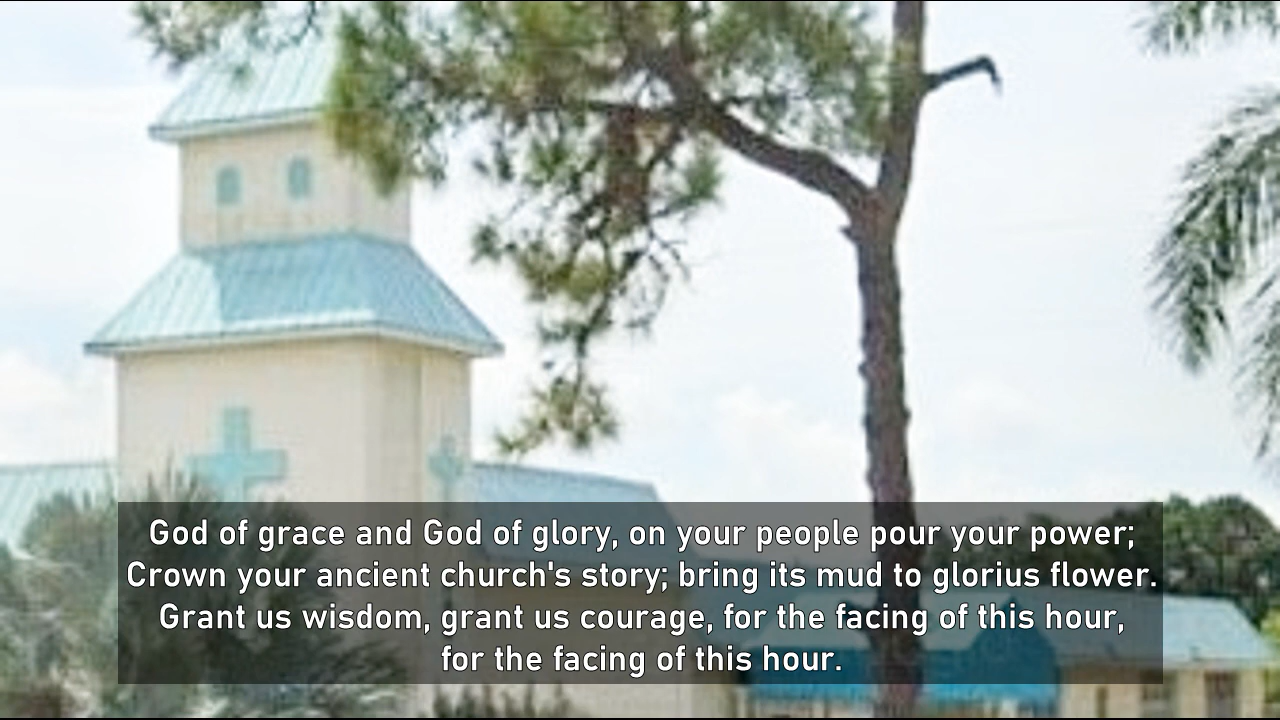 God of grace and God of glory, on your people pour your power;
Crown your ancient church's story; bring its mud to glorius flower.
Grant us wisdom, grant us courage, for the facing of this hour,
for the facing of this hour.